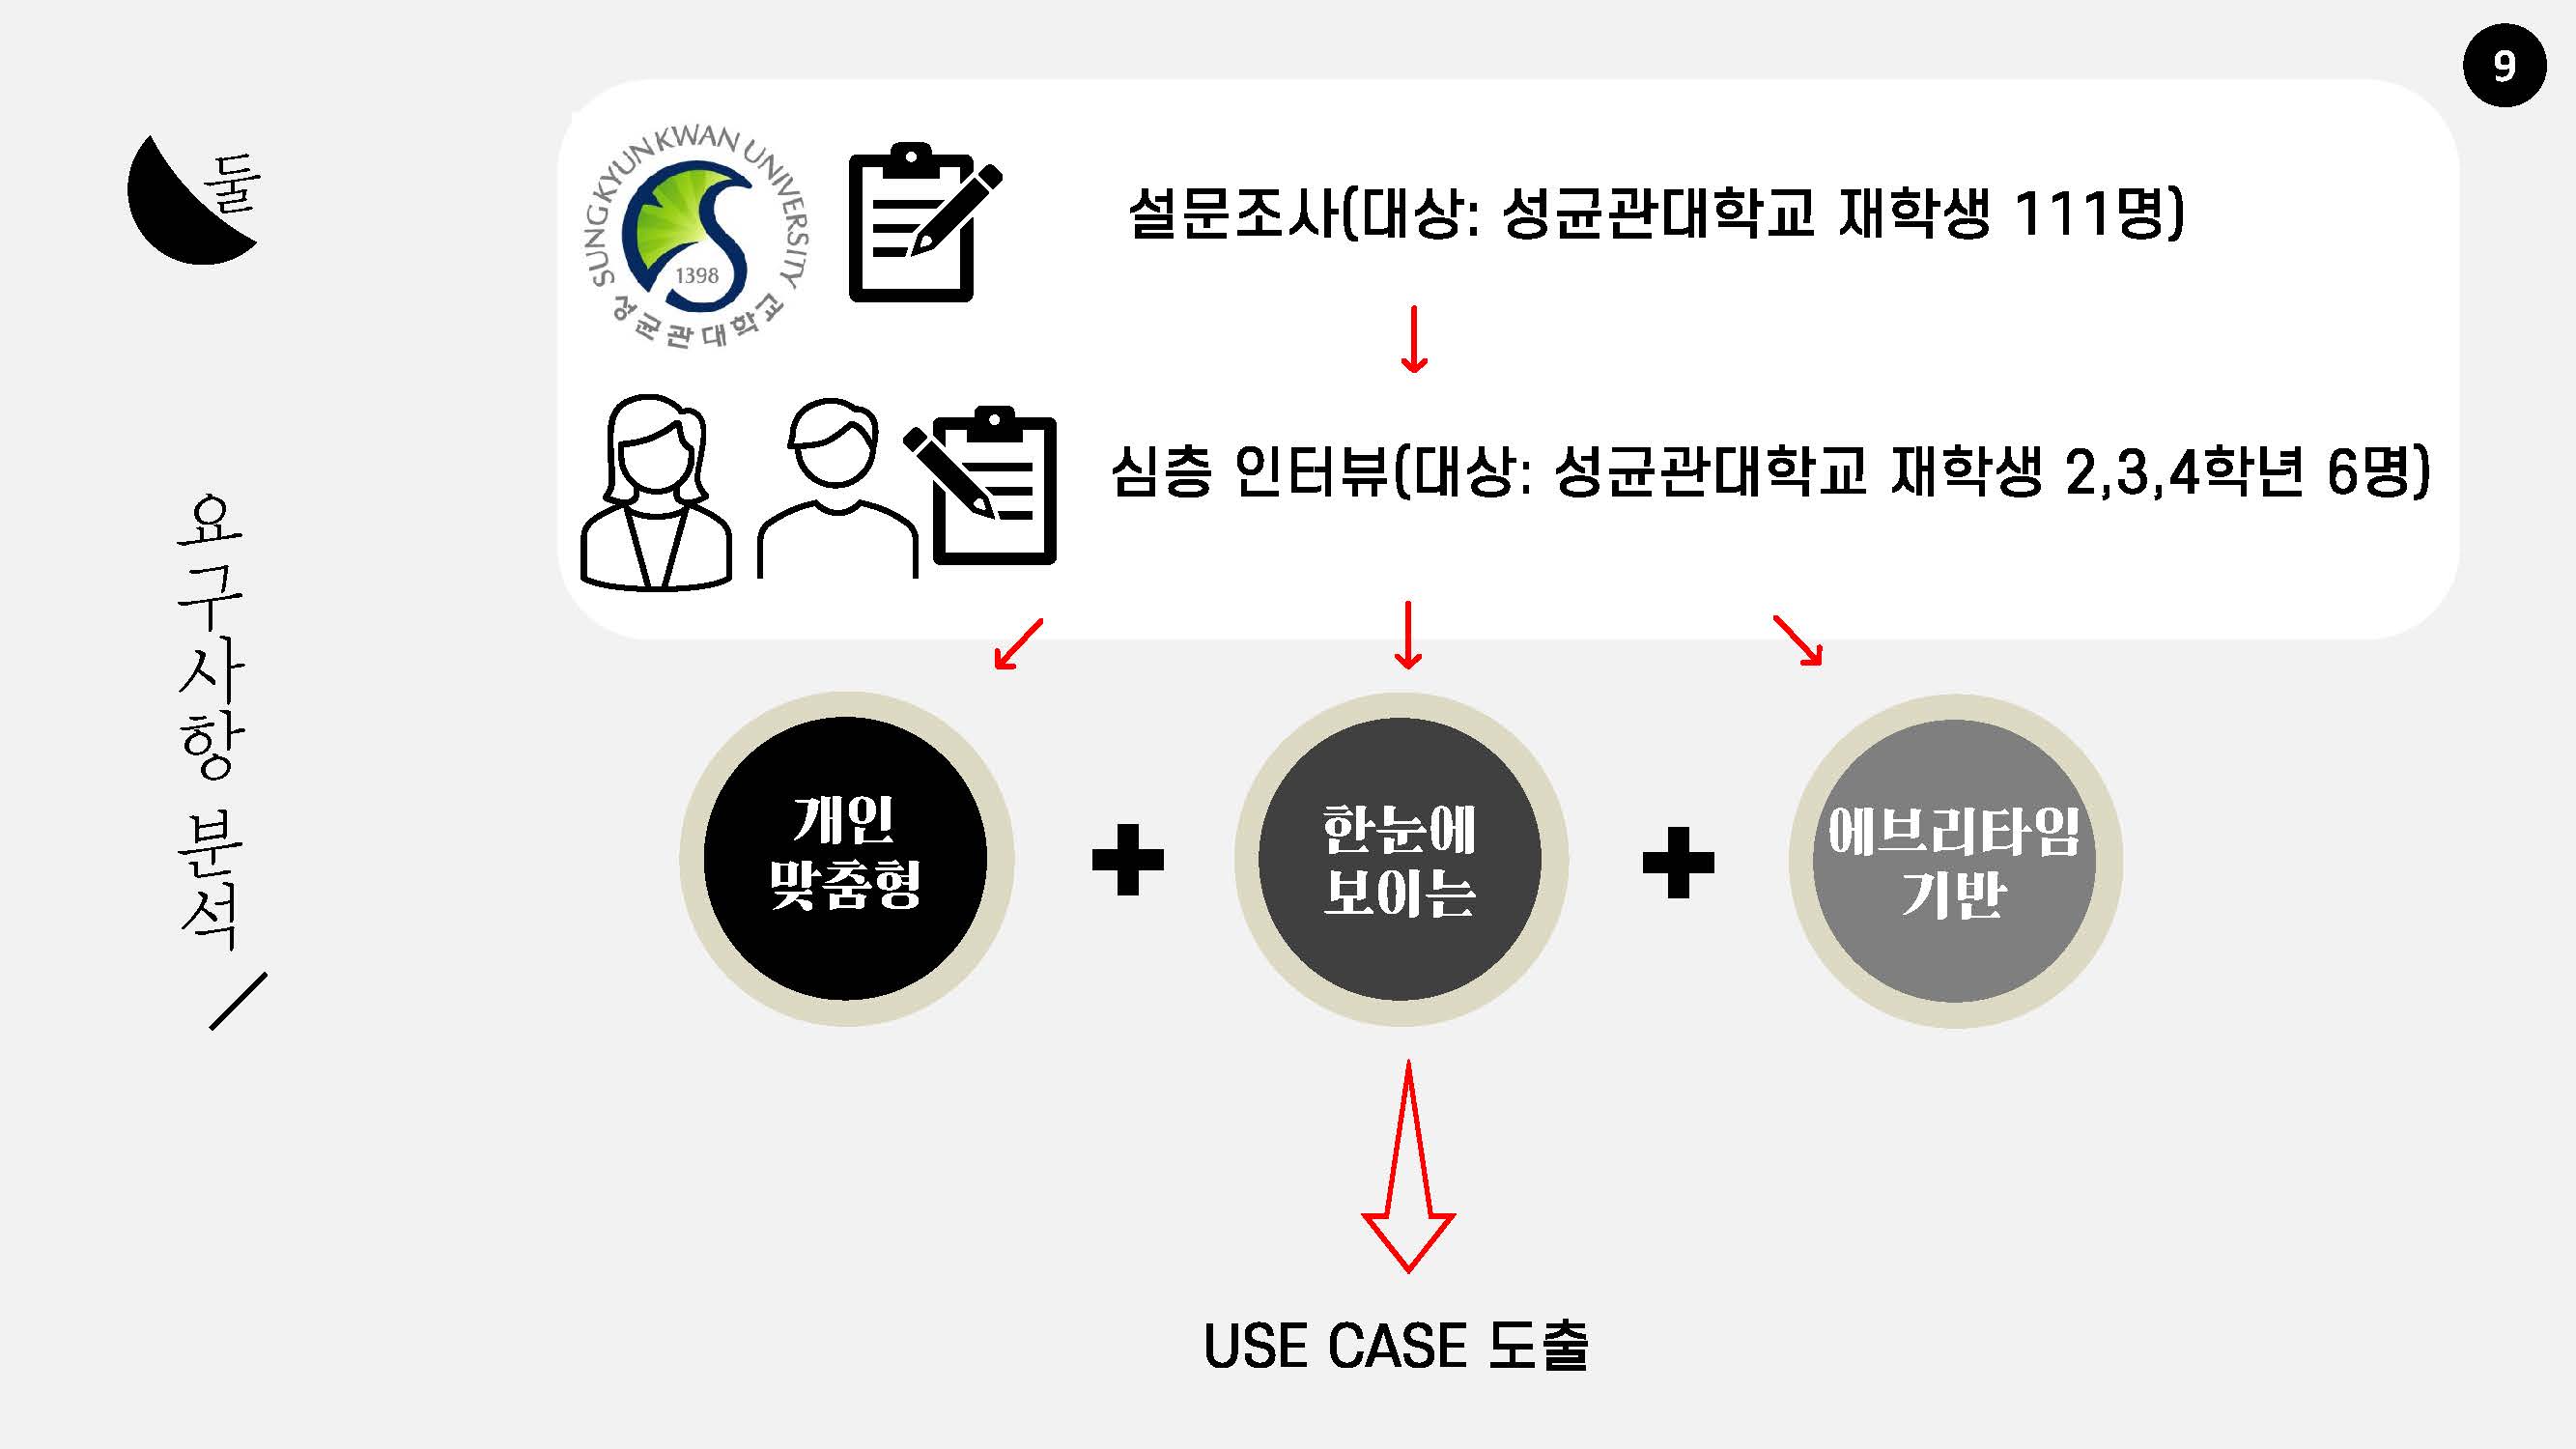 9
둘
요구사항 분석
SUNGKYUNKWAN UNIVERSITY
1398
성균관대학교
설문조사(대상: 성균관대학교 재학생 111명)
심층 인터뷰(대상: 성균관대학교 재학생 2,3,4학년 6명)
개인
맞춤형
+
한눈에
보이는
+
에브리타임
기반
USE CASE 도출